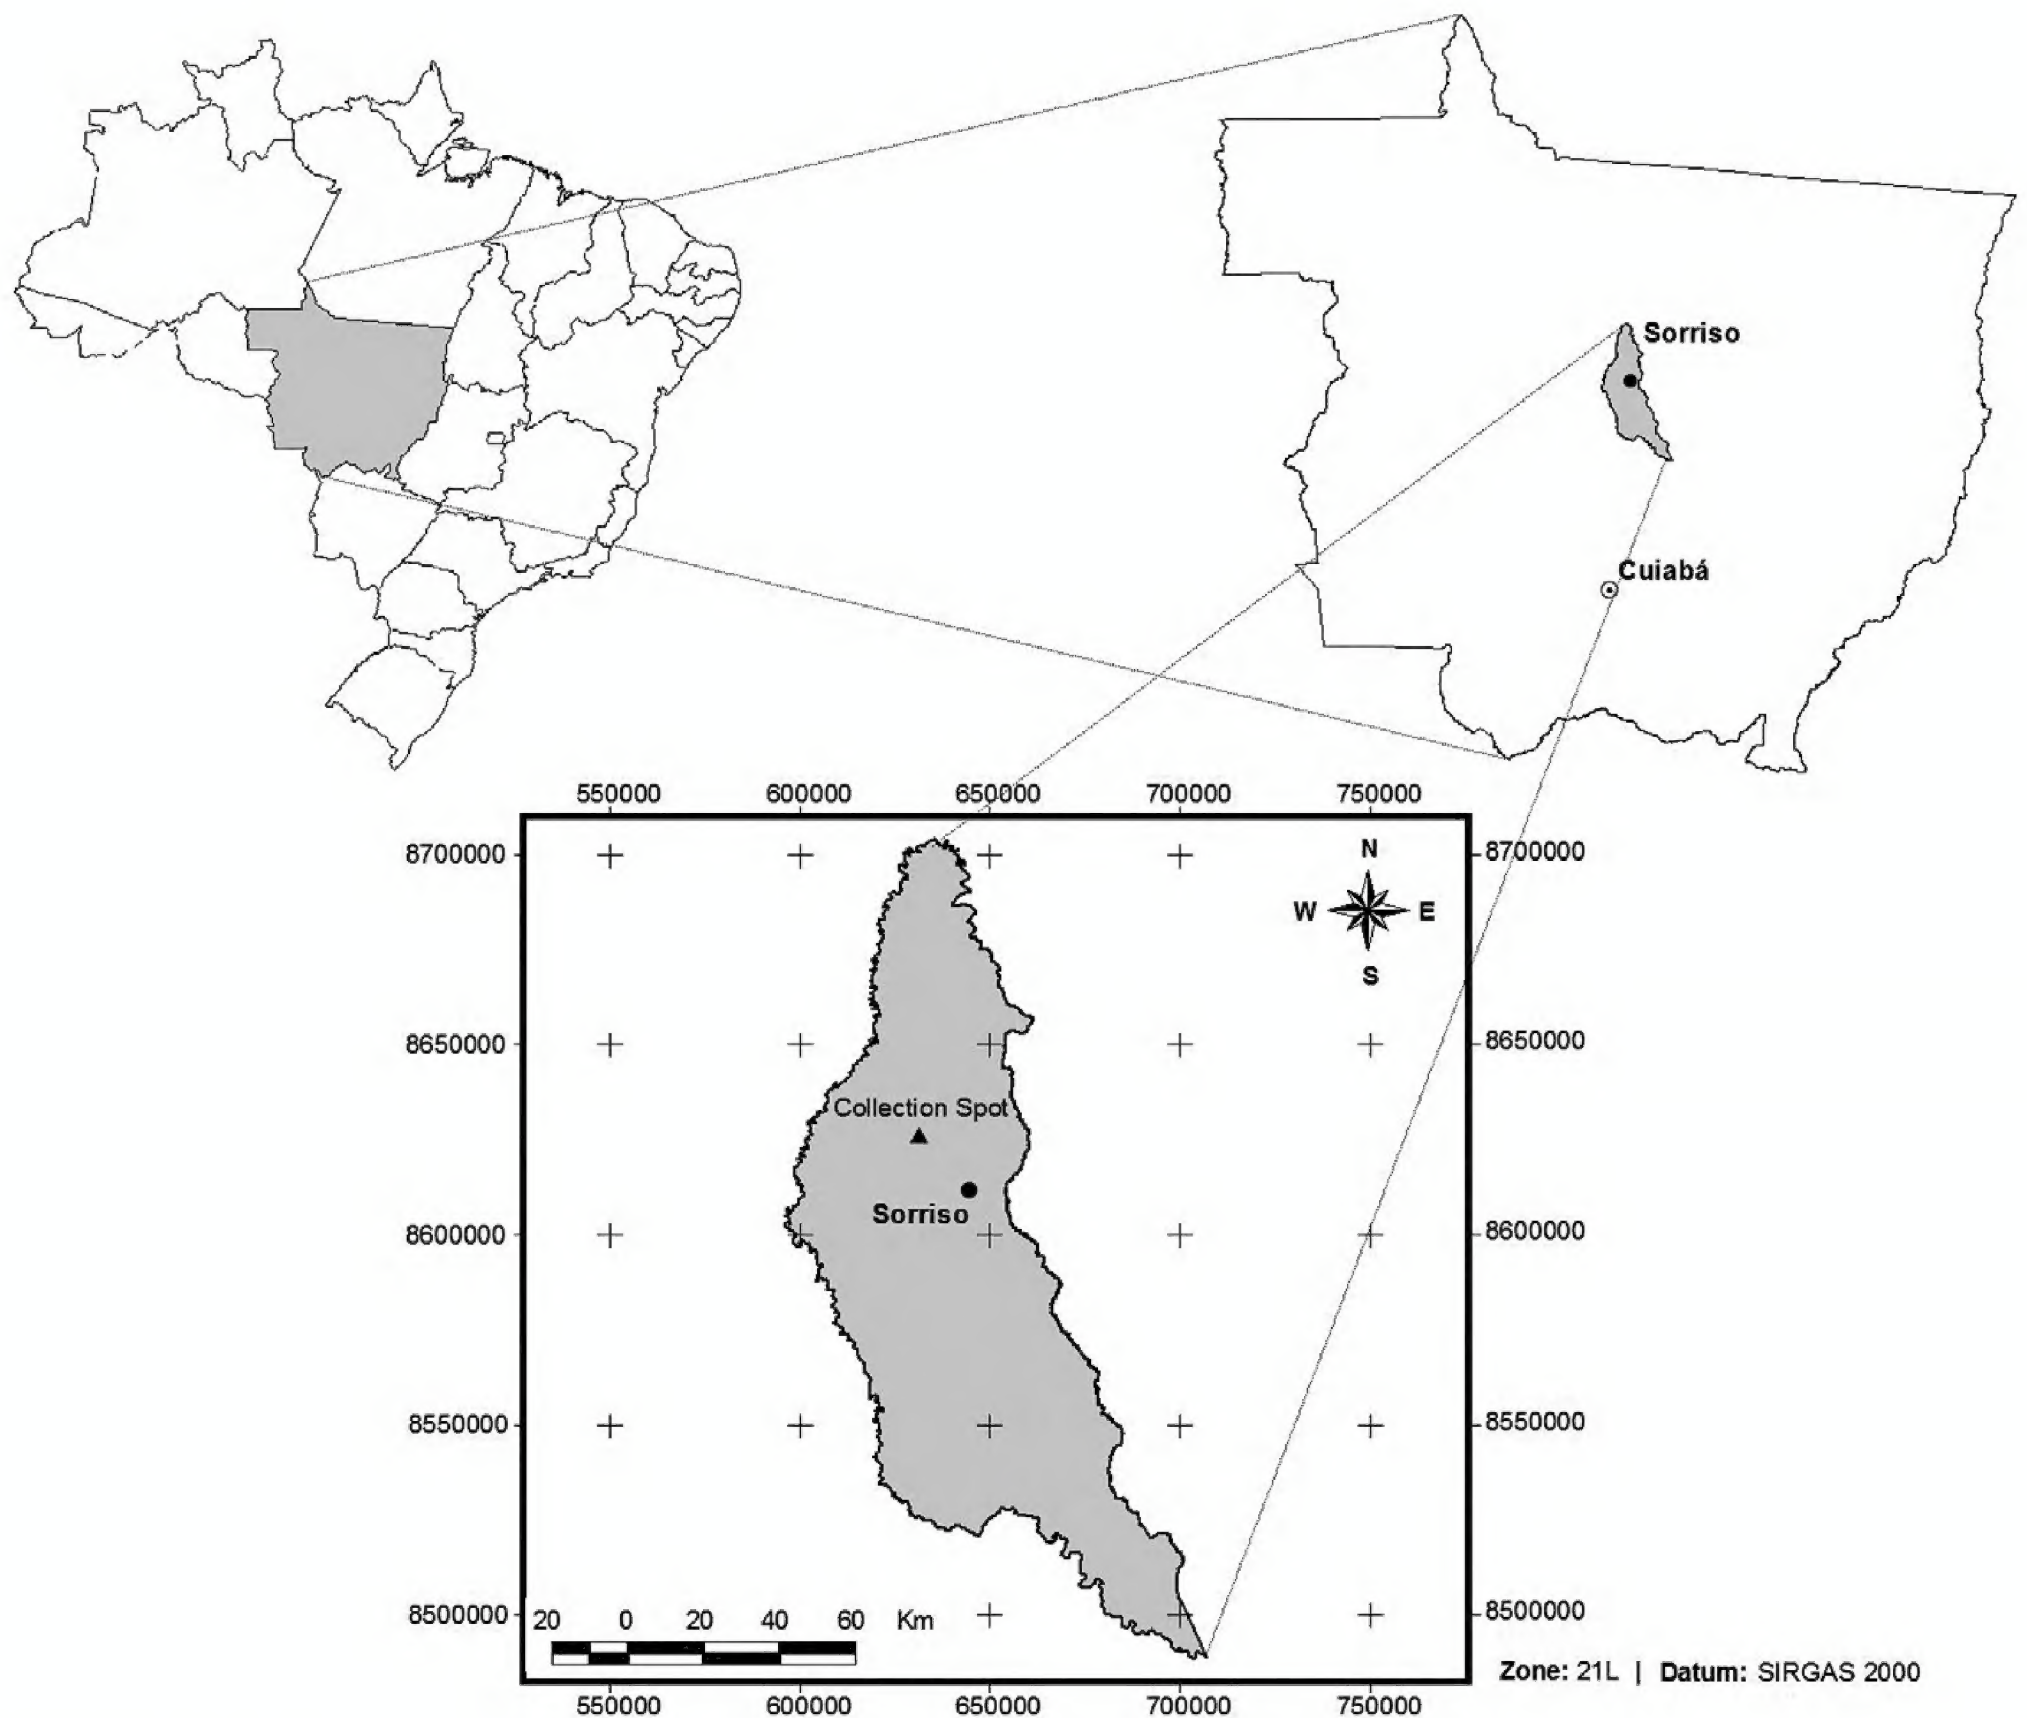 Sorriso
Cuiabá
550000 600000 650000 700000 750000
8700000 N 8700000
W E
S
8650000 8650000
Collection Spot
Sorriso
8600000 8600000
8550000 8550000
8500000 20 0 20 40 60 Km 8500000
Zone: 21L | Datum: SIRGAS 2000
550000 600000 650000 700000 750000